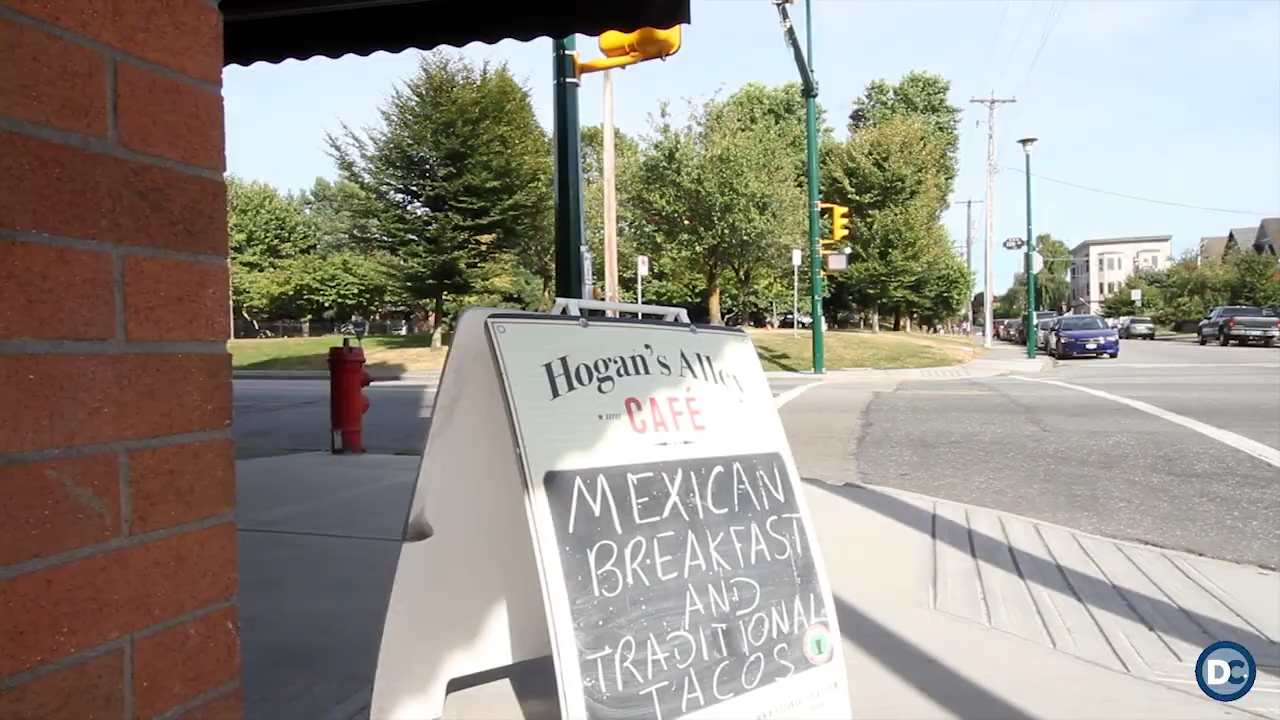 Hogan's Alley
CAFÉ
MEXICAN
BREAKFAST
AND
TRADITIONAL
TACOS
DC